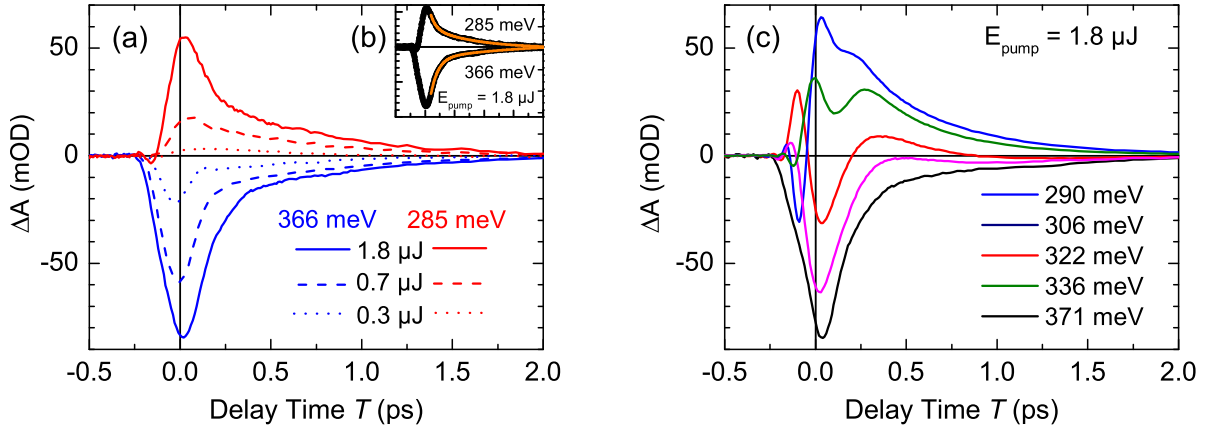 (a)
(b)
285 meV
366 meV
E_pump = 1.8 µJ
50
0
-50
ΔA (mOD)
366 meV 285 meV
1.8 µJ
0.7 µJ
0.3 µJ
-0.5 0.0 0.5 1.0 1.5 2.0
Delay Time T (ps)
(c)
E_pump = 1.8 µJ
50
0
-50
ΔA (mOD)
290 meV
306 meV
322 meV
336 meV
371 meV
-0.5 0.0 0.5 1.0 1.5 2.0
Delay Time T (ps)